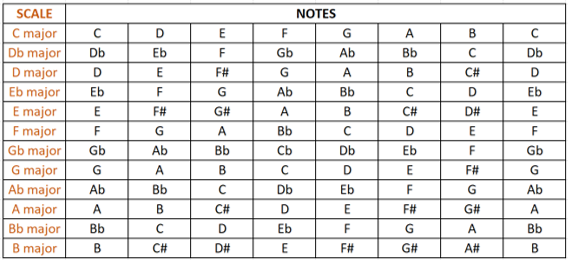 SCALE NOTES
C major C D E F G A B C
Db major Db Eb F Gb Ab Bb C Db
D major D E F# G A B C# D
Eb major Eb F G Ab Bb C D Eb
E major E F# G# A B C# D# E
F major F G A Bb C D E F
Gb major Gb Ab Bb Cb Db Eb F Gb
G major G A B C D E F# G
Ab major Ab Bb C Db Eb F G Ab
A major A B C# D E F# G# A
Bb major Bb C D Eb F G A Bb
B major B C# D# E F# G# A# B